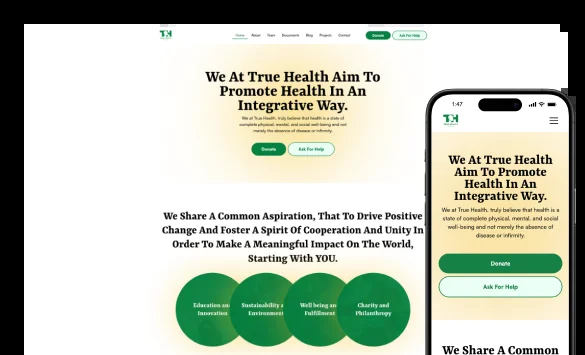 TH
Home About Team Documents Blog Projects Contact Donate Ask For Help
We At True Health Aim To
Promote Health In An
Integrative Way.
We At True Health, truly believe that health is a state of
complete physical, mental, and social well-being and not
merely the absence of disease or infirmity.
Donate Ask For Help
We Share A Common Aspiration, That To Drive Positive
Change And Foster A Spirit Of Cooperation And Unity In
Order To Make A Meaningful Impact On The World,
Starting With YOU.
Education and
Innovation
Sustainability a
Environment
Well being an
Fulfillment
Charity and
Philanthropy
1:47
TH
We At True Health
Aim To Promote
Health In An
Integrative Way.
We At True Health, truly believe that health is a
state of complete physical, mental, and social
well-being and not merely the absence of
disease or infirmity.
Donate
Ask For Help
We Share A Common